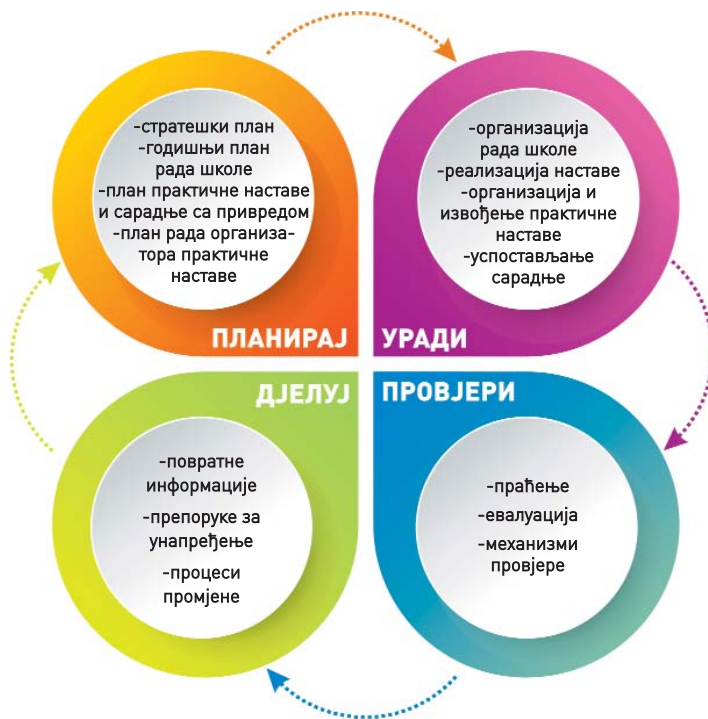 -стратешки план
-годишњи план
рада школе
-план практичне наставе
и сарадње са привредом
-план рада организа-
тора практичне
наставе
ПЛАНИРАЈ
-организација
рада школе
-реализација наставе
-организација и
извођење практичне
наставе
-успостављање
сарадње
УРАДИ
ДЈЕЛУЈ
-повратне
информације
-препоруке за
унапређење
-процеси
промјене
ПРОВЈЕРИ
-праћење
-евалуација
-механизми
провјере